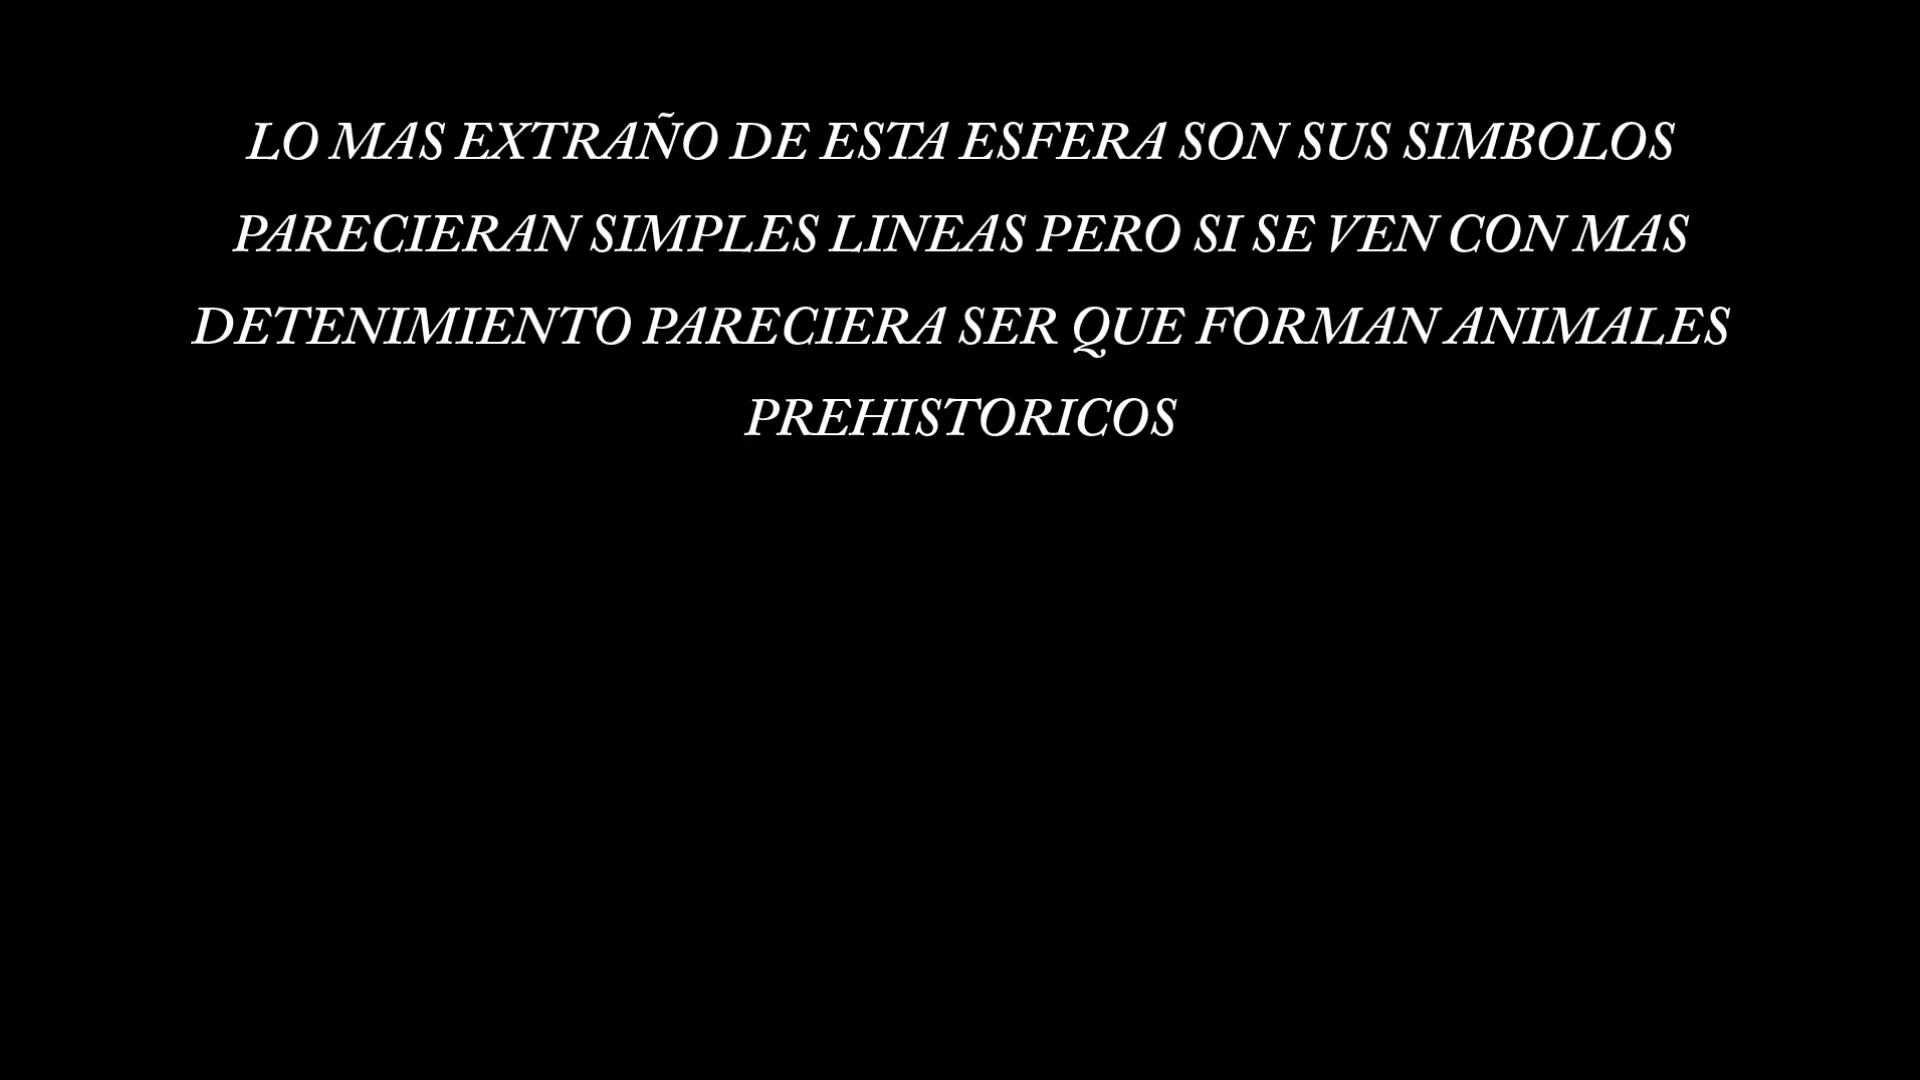 LO MAS EXTRAÑO DE ESTA ESFERA SON SUS SIMBOLOS
PARECIERAN SIMPLES LINEAS PERO SI SE VEN CON MAS
DETENIMIENTO PARECIERA SER QUE FORMAN ANIMALES
PREHISTORICOS